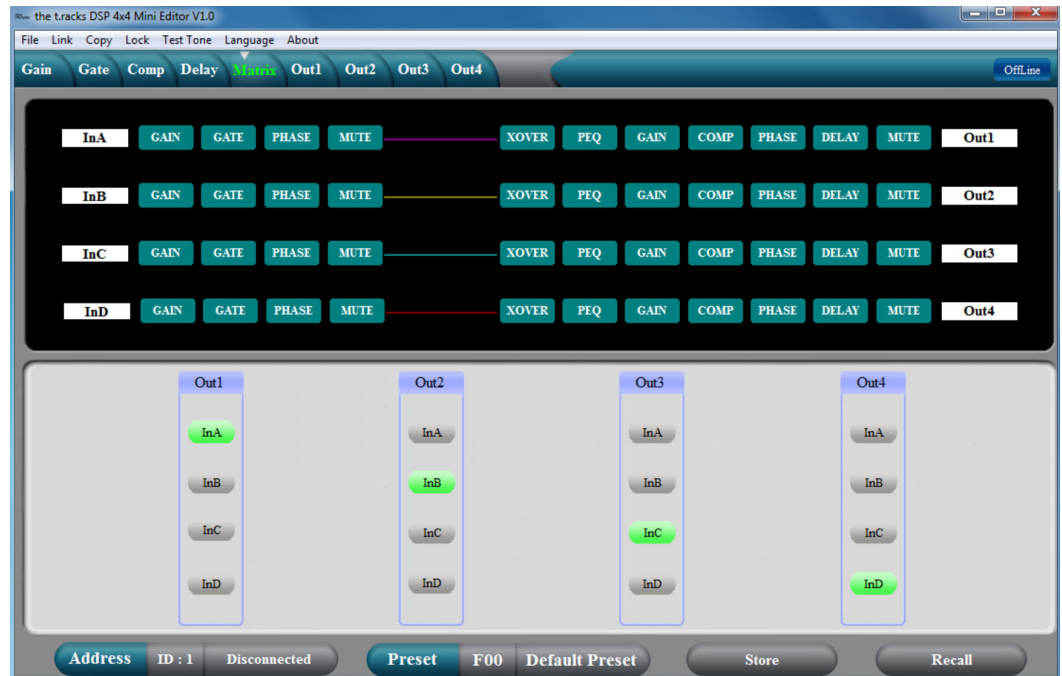 the t.racks DSP 4x4 Mini Editor V1.0
File Link Copy Lock Test Tone Language About
Gain Gate Comp Delay Matrix Out1 Out2 Out3 Out4 OffLine
InA GAIN GATE PHASE MUTE XOVER PEQ GAIN COMP PHASE DELAY MUTE Out1
InB GAIN GATE PHASE MUTE XOVER PEQ GAIN COMP PHASE DELAY MUTE Out2
InC GAIN GATE PHASE MUTE XOVER PEQ GAIN COMP PHASE DELAY MUTE Out3
InD GAIN GATE PHASE MUTE XOVER PEQ GAIN COMP PHASE DELAY MUTE Out4
Out1 Out2 Out3 Out4
InA InA InA InA
InB InB InB InB
InC InC InC InC
InD InD InD InD
Address ID : 1 Disconnected Preset F00 Default Preset Store Recall